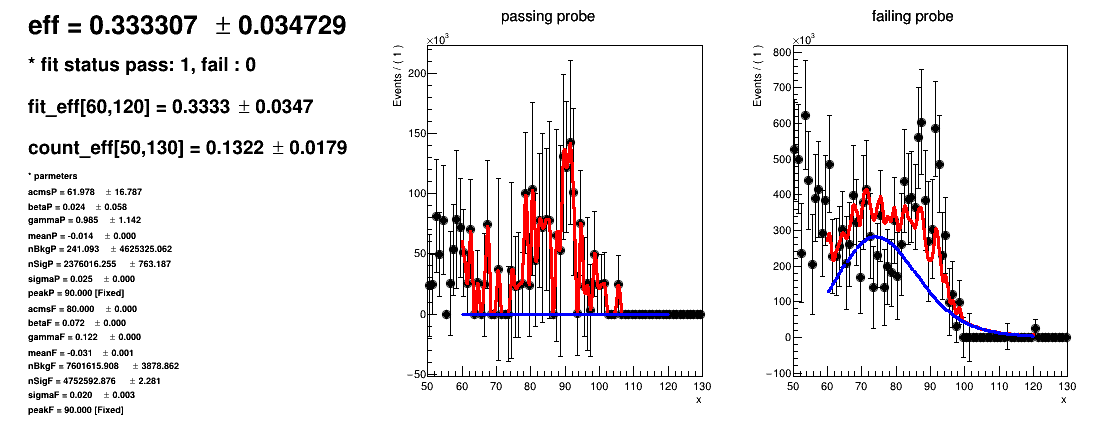 eff = 0.333307 ± 0.034729
* fit status pass: 1, fail : 0
fit_eff[60,120] = 0.3333 ± 0.0347
count_eff[50,130] = 0.1322 ± 0.0179
* parmeters
acmsP = 61.978 ± 16.787
betaP = 0.024 ± 0.058
gammaP = 0.985 ± 1.142
meanP = -0.014 ± 0.000
nBkgP = 241.093 ± 4625325.062
nSigP = 2376016.255 ± 763.187
sigmaP = 0.025 ± 0.000
peakP = 90.000 [Fixed]
acmsF = 80.000 ± 0.000
betaF = 0.072 ± 0.000
gammaF = 0.122 ± 0.000
meanF = -0.031 ± 0.001
nBkgF = 7601615.908 ± 3878.862
nSigF = 4752592.876 ± 2.281
sigmaF = 0.020 ± 0.003
peakF = 90.000 [Fixed]
passing probe
×10³
Events / ( 1 )
200
150
100
50
0
−50
50 60 70 80 90 100 110 120 130
x
failing probe
×10³
Events / ( 1 )
800
700
600
500
400
300
200
100
0
−100
50 60 70 80 90 100 110 120 130
x